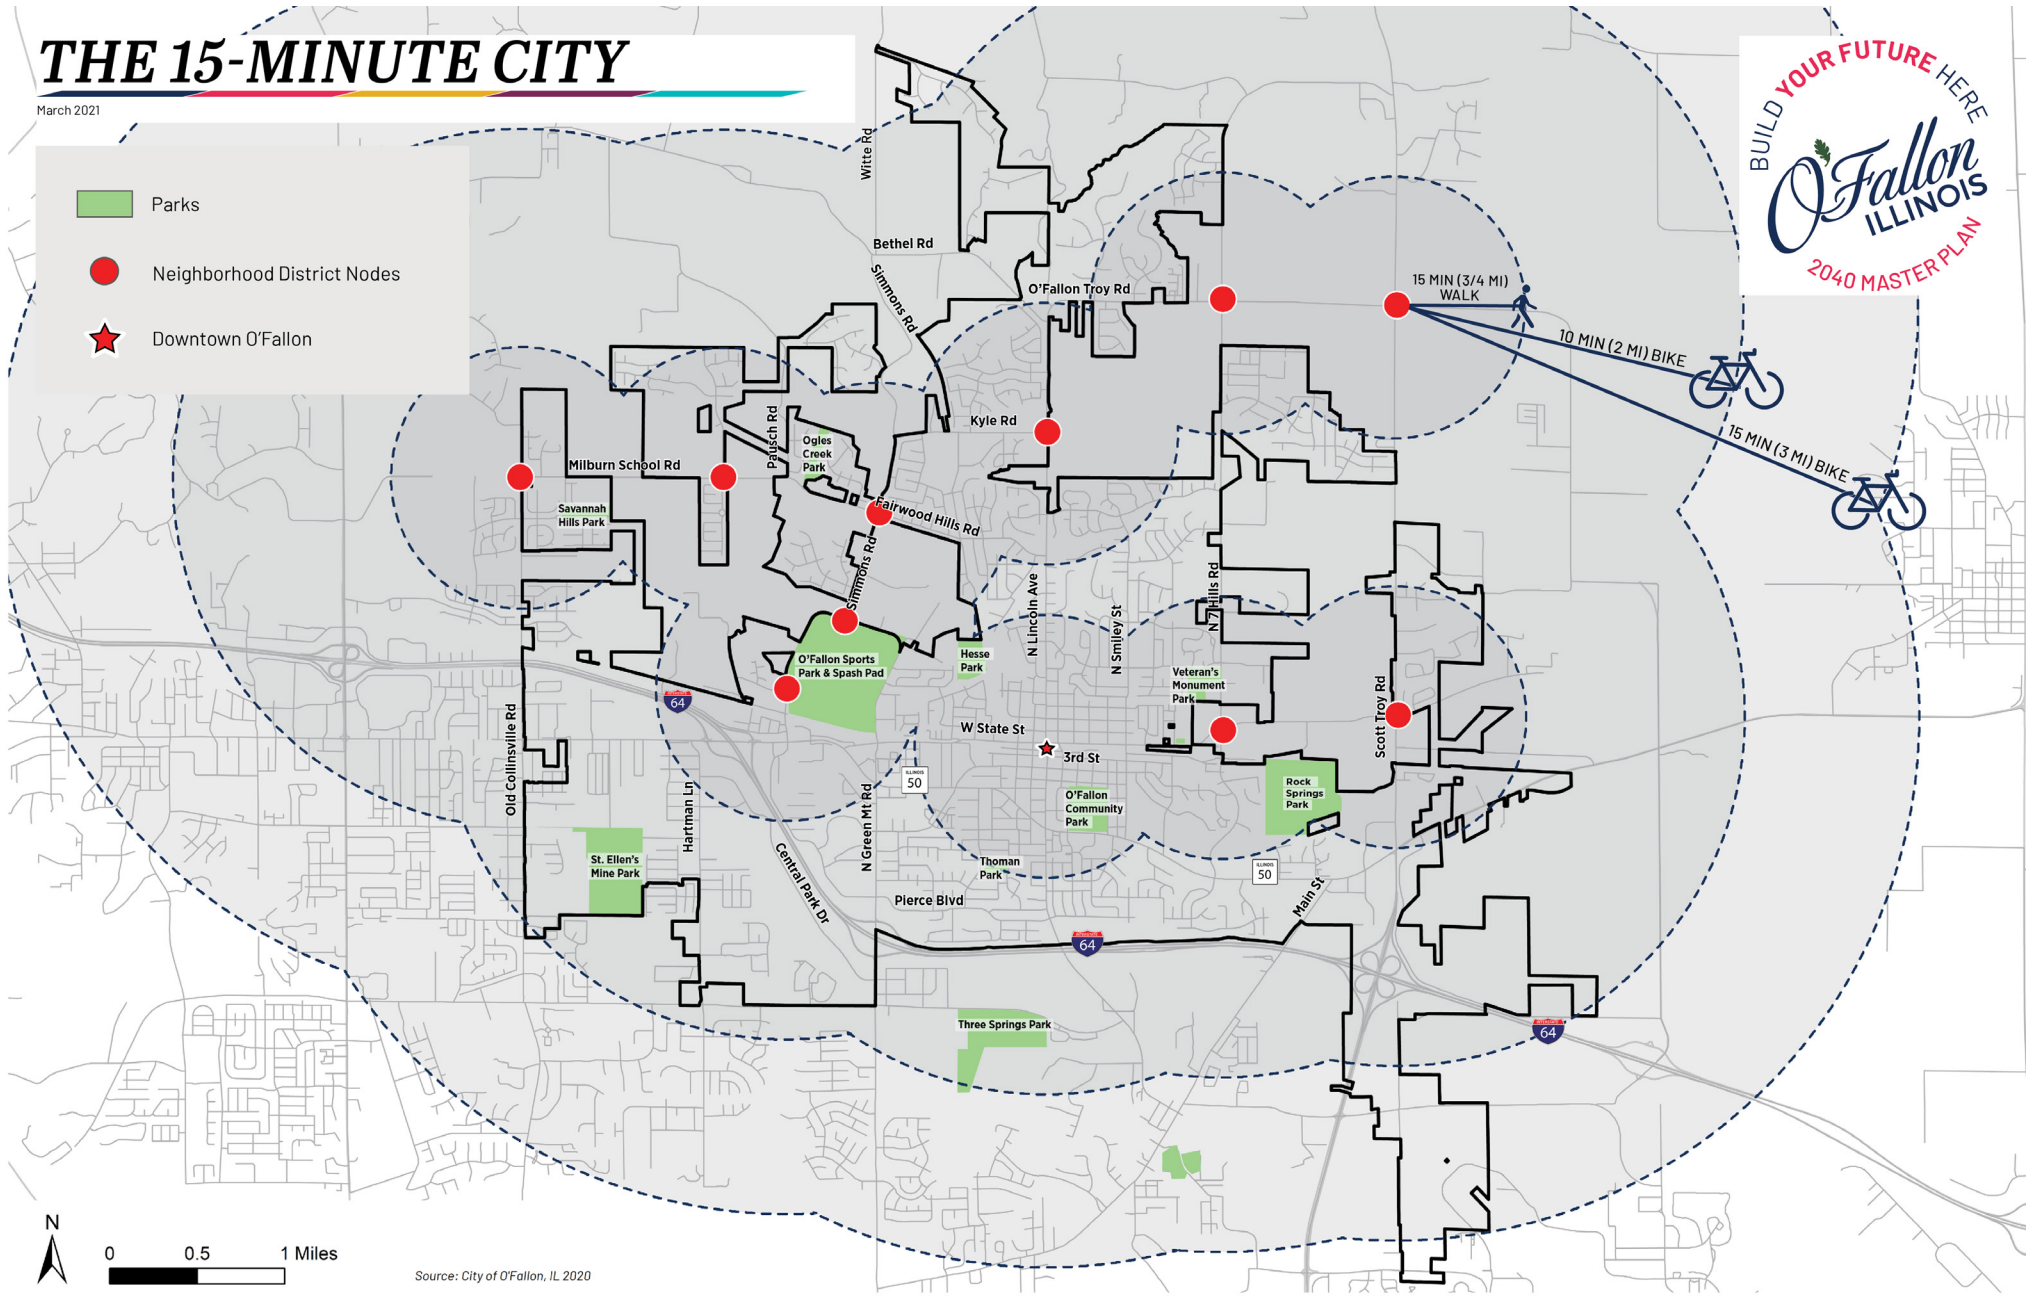 THE 15-MINUTE CITY
March 2021
Parks
Neighborhood District Nodes
Downtown O'Fallon
BUILD YOUR FUTURE HERE
O'Fallon
ILLINOIS
2040 MASTER PLAN
Witte Rd
Bethel Rd
Simmons Rd
O'Fallon Troy Rd
15 MIN (3/4 MI)
WALK
10 MIN (2 MI) BIKE
15 MIN (3 MI) BIKE
Kyle Rd
Pausch Rd
Ogles
Creek
Park
Milburn School Rd
Savannah
Hills Park
Fairwood Hills Rd
Simmons Rd
N Lincoln Ave
N Smiley St
N 7 Hills Rd
O'Fallon Sports
Park & Spash Pad
Hesse
Park
Veteran's
Monument
Park
Scott Troy Rd
64
Old Collinsville Rd
W State St
3rd St
ILLINOIS
50
Hartman Ln
N Green Mt Rd
Rock
Springs
Park
O'Fallon
Community
Park
St. Ellen's
Mine Park
Central Park Dr
Thoman
Park
ILLINOIS
50
Main St
Pierce Blvd
64
Three Springs Park
64
N
0 0.5 1 Miles
Source: City of O'Fallon, IL 2020